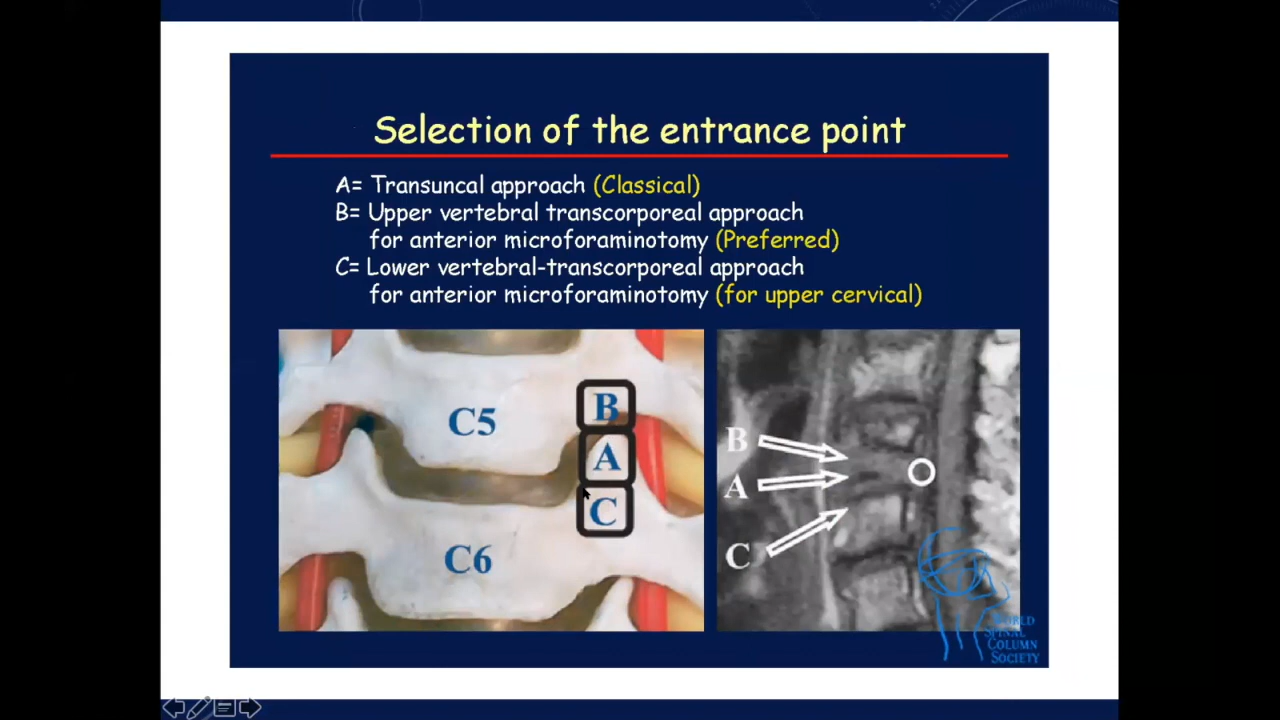 Selection of the entrance point
A= Transuncal approach (Classical)
B= Upper vertebral transcorporeal approach
for anterior microforaminotomy (Preferred)
C= Lower vertebral-transcorporeal approach
for anterior microforaminotomy (for upper cervical)
C5
B
A
C
C6
B
A
C
WORLD
SPINAL
COLUMN
SOCIETY